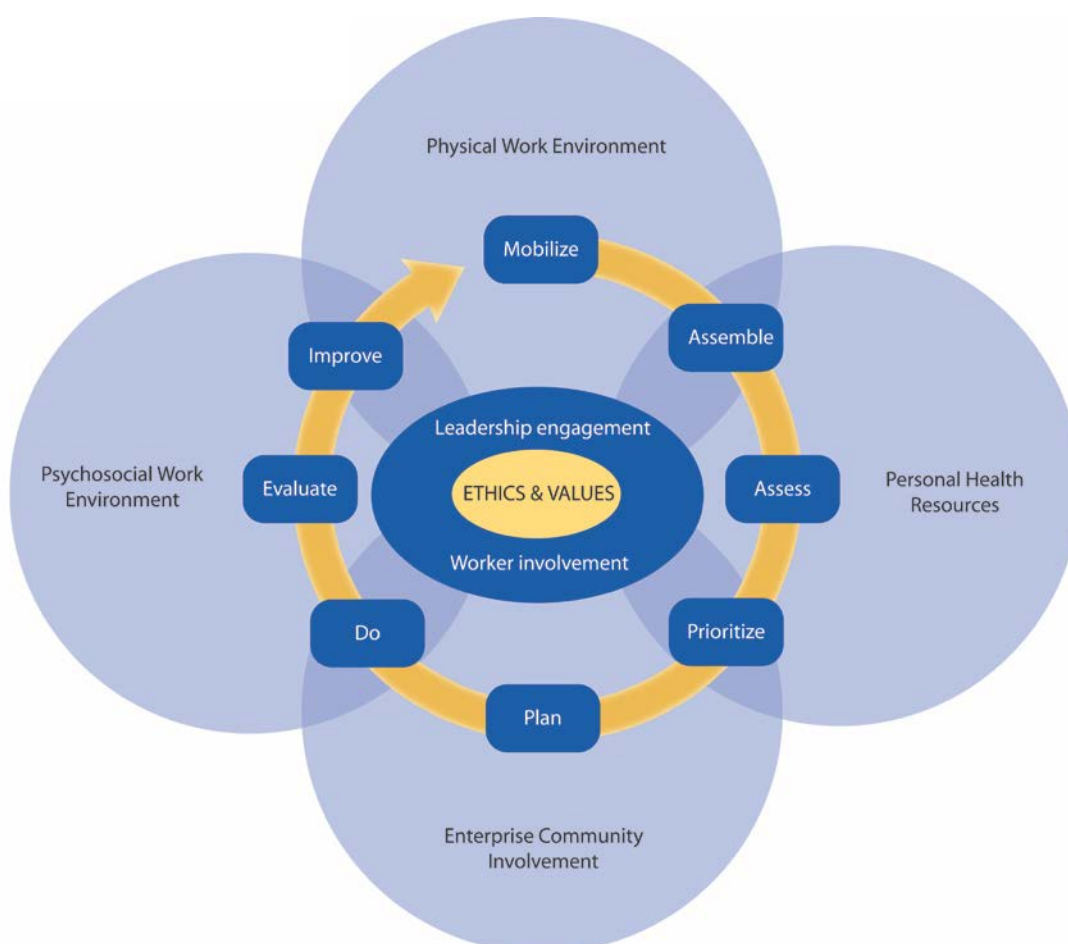 Physical Work Environment
Mobilize
Assemble
Improve
Leadership engagement
Psychosocial Work
Environment
Evaluate
ETHICS & VALUES
Assess
Personal Health
Resources
Worker involvement
Do
Prioritize
Plan
Enterprise Community
Involvement